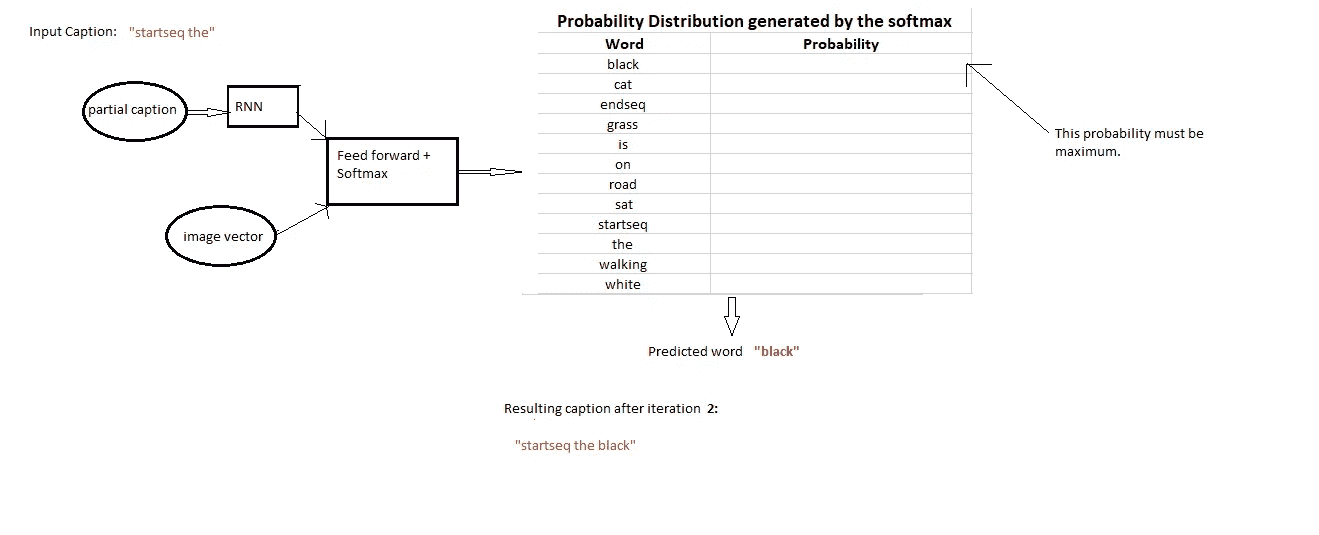 Input Caption: "startseq the"
partial caption
RNN
Feed forward +
Softmax
image vector
Probability Distribution generated by the softmax
Word Probability
black
cat
endseq
grass
is
on
road
sat
startseq
the
walking
white
This probability must be
maximum.
Predicted word "black"
Resulting caption after iteration 2:
"startseq the black"